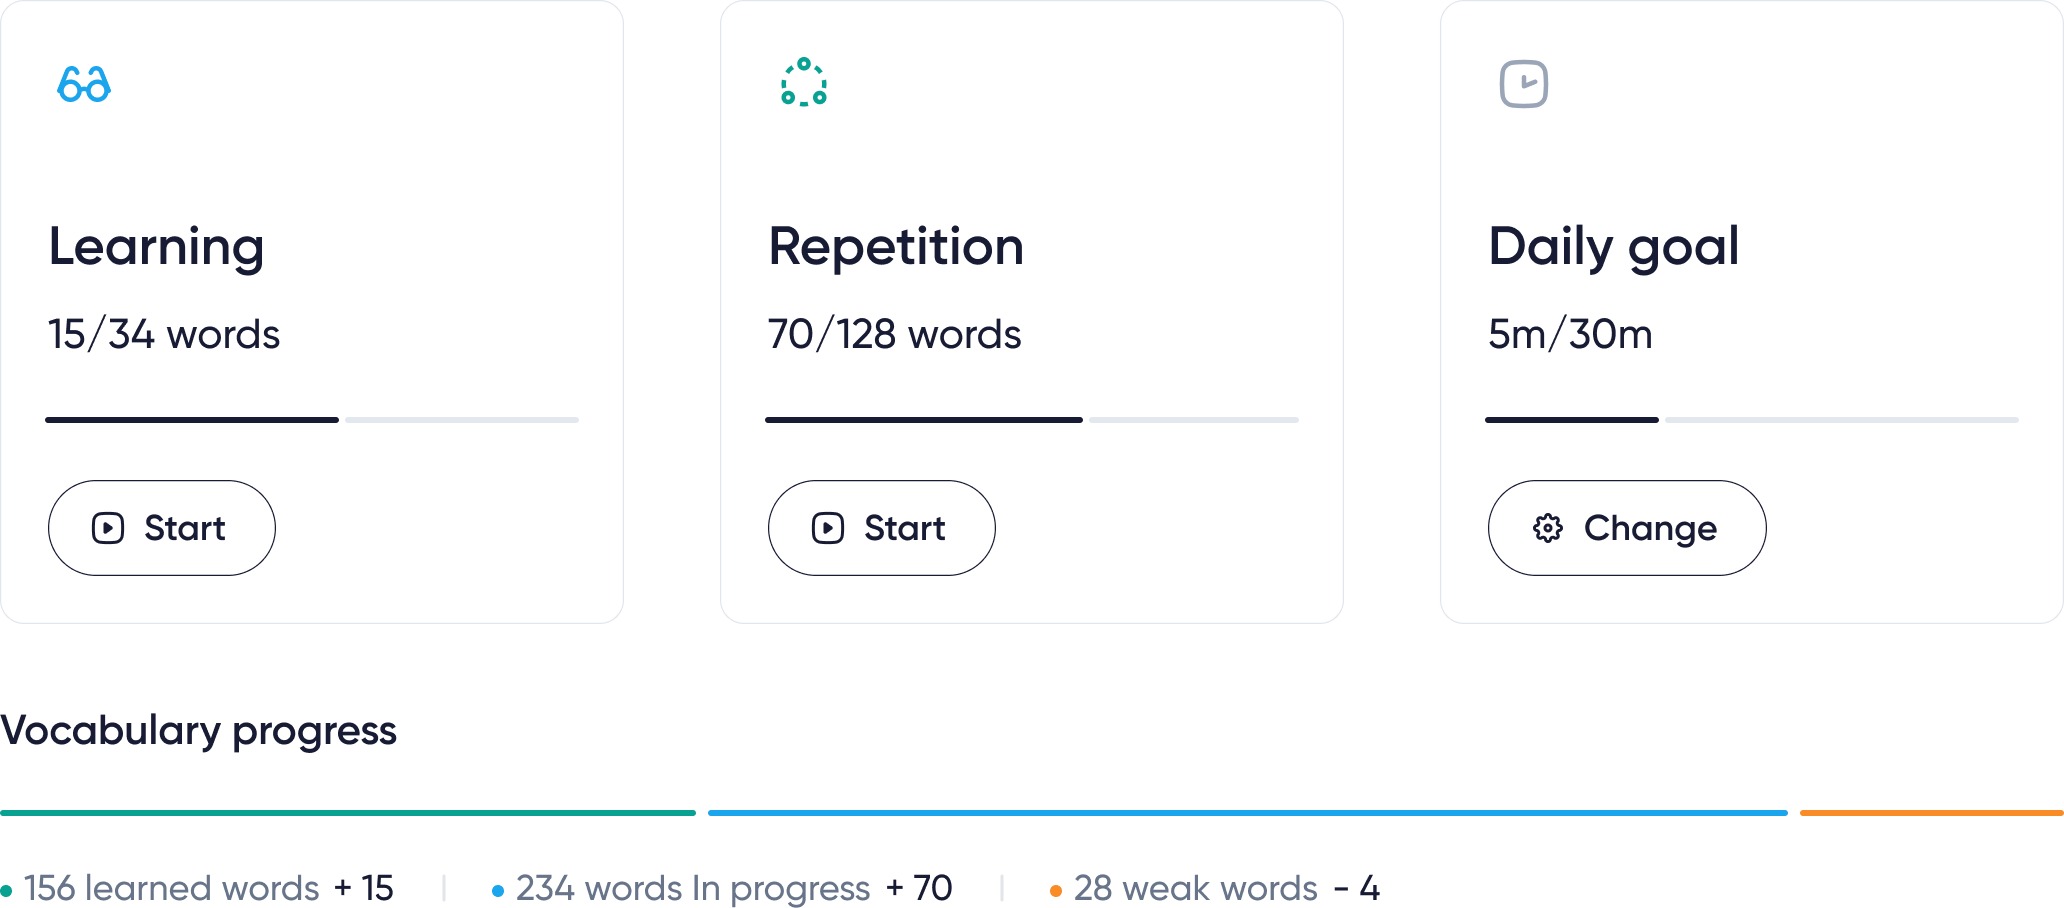 Learning
15/34 words
Start
Repetition
70/128 words
Start
Daily goal
5m/30m
Change
Vocabulary progress
156 learned words + 15
234 words In progress + 70
28 weak words - 4